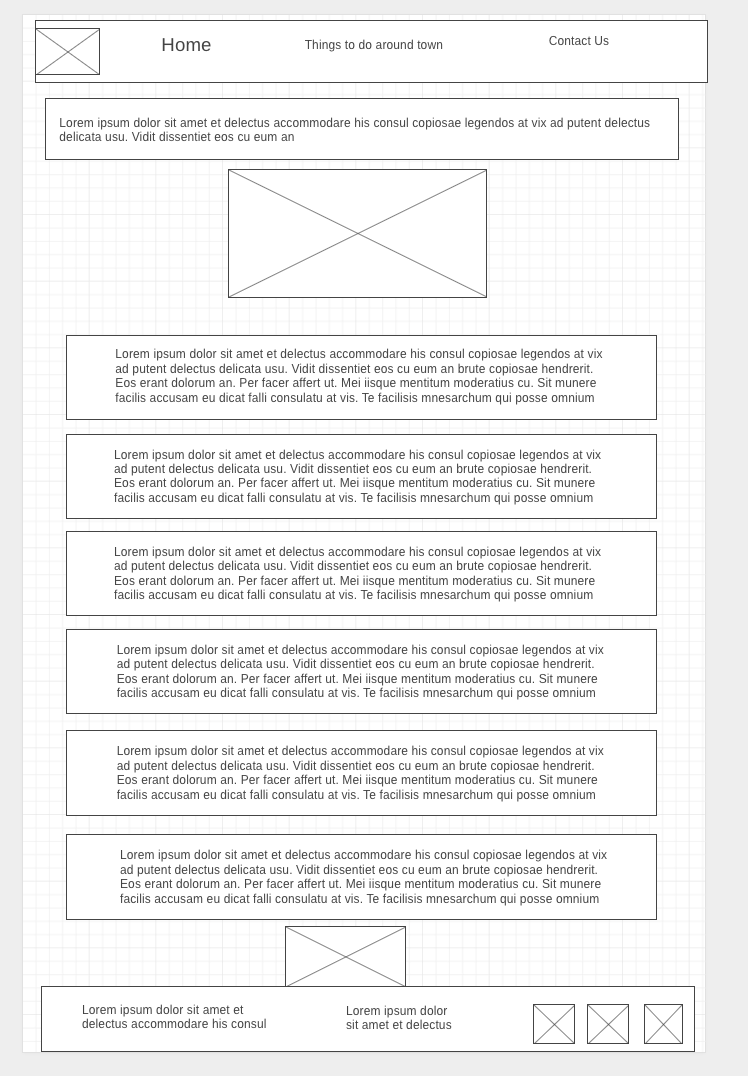 Home
Things to do around town
Contact Us
Lorem ipsum dolor sit amet et delectus accommodare his consul copiosae legendos at vix ad putent delectus
delicata usu. Vidit dissentiet eos cu eum an
Lorem ipsum dolor sit amet et delectus accommodare his consul copiosae legendos at vix
ad putent delectus delicata usu. Vidit dissentiet eos cu eum an brute copiosae hendrerit.
Eos erant dolorum an. Per facer affert ut. Mei iisque mentitum moderatius cu. Sit munere
facilis accusam eu dicat falli consulatu at vis. Te facilisis mnesarchum qui posse omnium
Lorem ipsum dolor sit amet et delectus accommodare his consul copiosae legendos at vix
ad putent delectus delicata usu. Vidit dissentiet eos cu eum an brute copiosae hendrerit.
Eos erant dolorum an. Per facer affert ut. Mei iisque mentitum moderatius cu. Sit munere
facilis accusam eu dicat falli consulatu at vis. Te facilisis mnesarchum qui posse omnium
Lorem ipsum dolor sit amet et delectus accommodare his consul copiosae legendos at vix
ad putent delectus delicata usu. Vidit dissentiet eos cu eum an brute copiosae hendrerit.
Eos erant dolorum an. Per facer affert ut. Mei iisque mentitum moderatius cu. Sit munere
facilis accusam eu dicat falli consulatu at vis. Te facilisis mnesarchum qui posse omnium
Lorem ipsum dolor sit amet et delectus accommodare his consul copiosae legendos at vix
ad putent delectus delicata usu. Vidit dissentiet eos cu eum an brute copiosae hendrerit.
Eos erant dolorum an. Per facer affert ut. Mei iisque mentitum moderatius cu. Sit munere
facilis accusam eu dicat falli consulatu at vis. Te facilisis mnesarchum qui posse omnium
Lorem ipsum dolor sit amet et delectus accommodare his consul copiosae legendos at vix
ad putent delectus delicata usu. Vidit dissentiet eos cu eum an brute copiosae hendrerit.
Eos erant dolorum an. Per facer affert ut. Mei iisque mentitum moderatius cu. Sit munere
facilis accusam eu dicat falli consulatu at vis. Te facilisis mnesarchum qui posse omnium
Lorem ipsum dolor sit amet et delectus accommodare his consul copiosae legendos at vix
ad putent delectus delicata usu. Vidit dissentiet eos cu eum an brute copiosae hendrerit.
Eos erant dolorum an. Per facer affert ut. Mei iisque mentitum moderatius cu. Sit munere
facilis accusam eu dicat falli consulatu at vis. Te facilisis mnesarchum qui posse omnium
Lorem ipsum dolor sit amet et
delectus accommodare his consul
Lorem ipsum dolor
sit amet et delectus